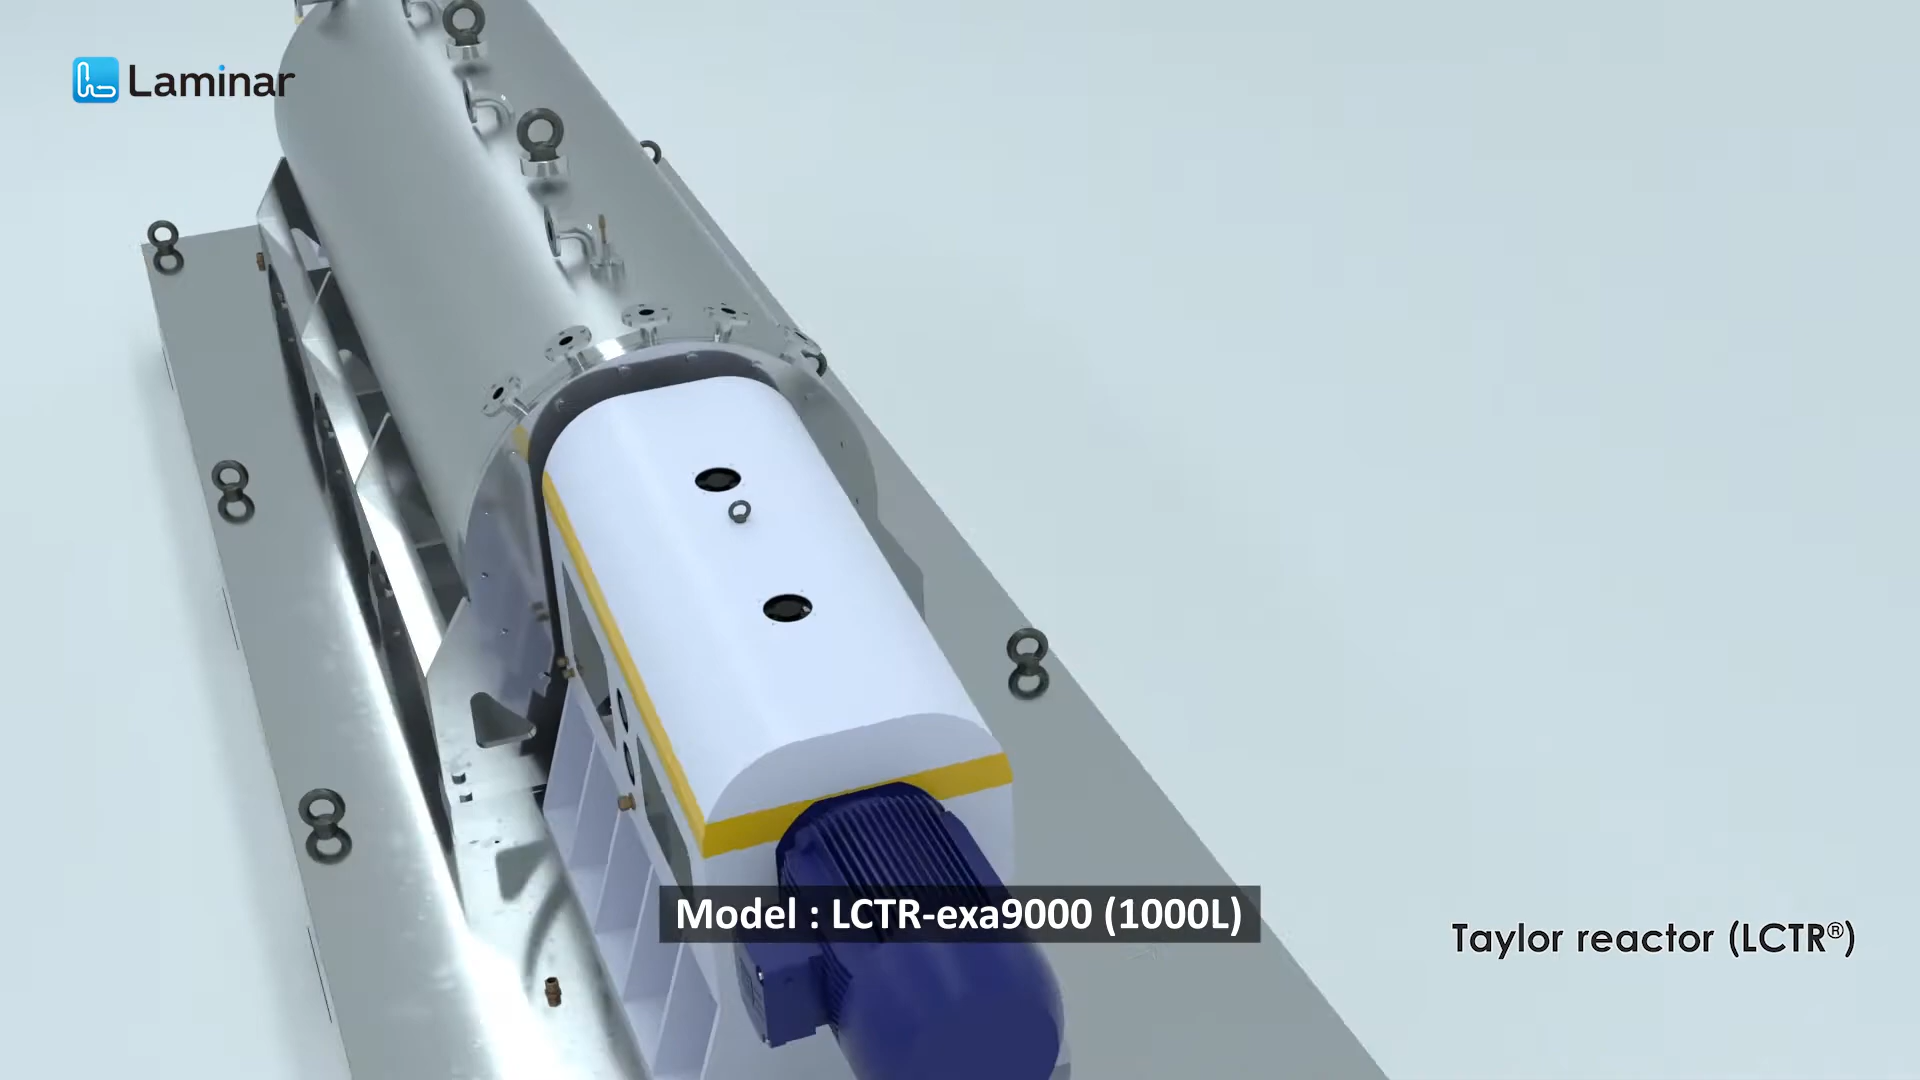 Laminar
Model : LCTR-exa9000 (1000L)
Taylor reactor (LCTR®)